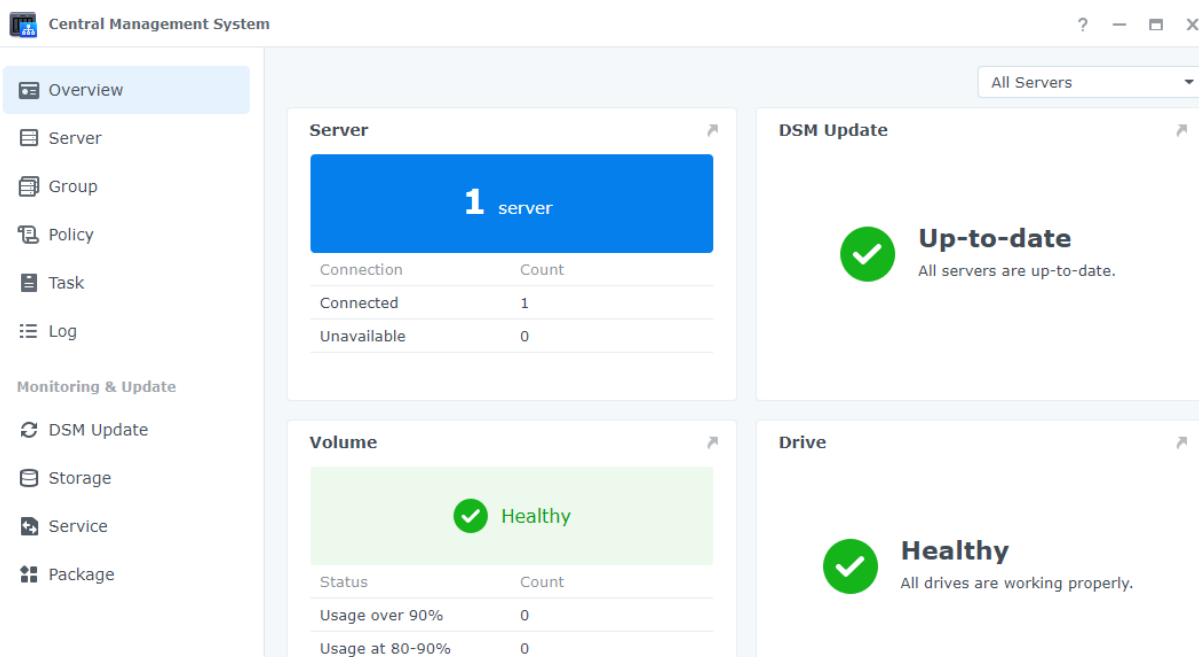 Central Management System
?
Overview
Server
Group
Policy
Task
Log
Monitoring & Update
DSM Update
Storage
Service
Package
All Servers
Server
1 server
Connection Count
Connected 1
Unavailable 0
DSM Update
Up-to-date
All servers are up-to-date.
Volume
Healthy
Status Count
Usage over 90% 0
Usage at 80-90% 0
Drive
Healthy
All drives are working properly.